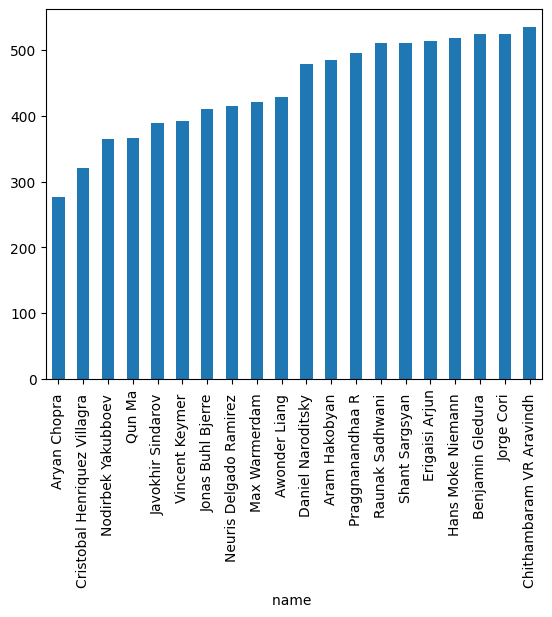 500
400
300
200
100
0
Aryan Chopra
Cristobal Henriquez Villagra
Nodirbek Yakubboev
Qun Ma
Javokhir Sindarov
Vincent Keymer
Jonas Buhl Bjerre
Neuris Delgado Ramirez
Max Warmerdam
Awonder Liang
Daniel Naroditsky
Aram Hakobyan
Praggnanandhaa R
Raunak Sadhwani
Shant Sargsyan
Erigaisi Arjun
Hans Moke Niemann
Benjamin Gledura
Jorge Cori
Chithambaram VR Aravindh
name